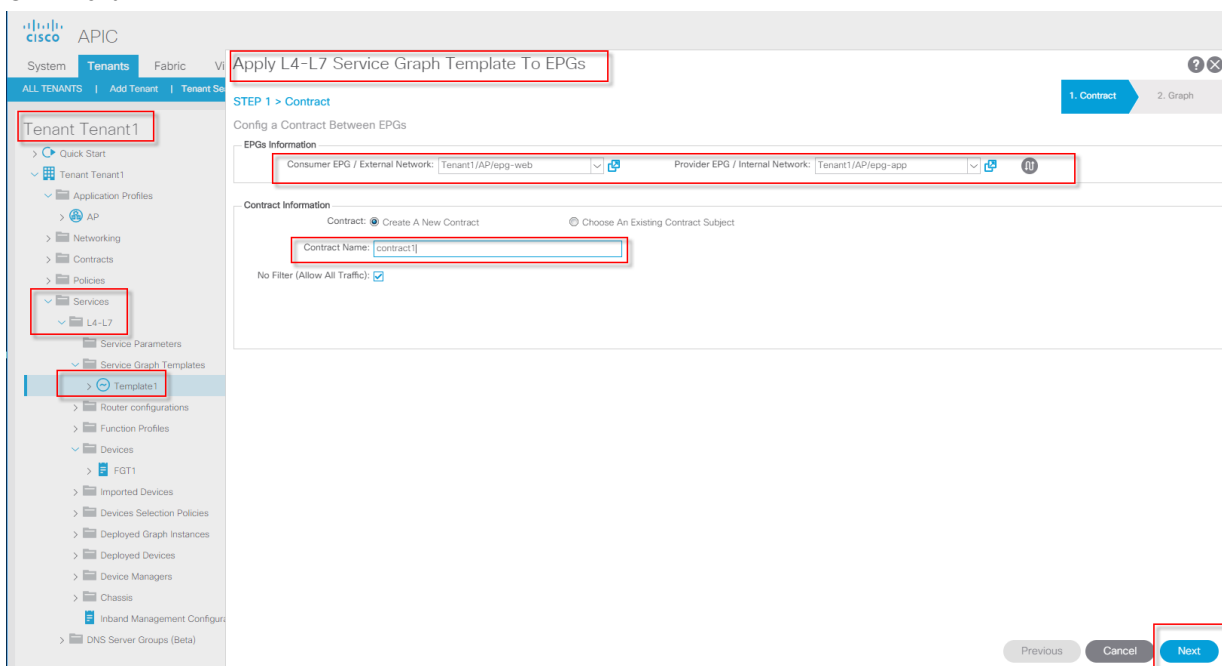 cisco APIC
System Tenants Fabric Vi
ALL TENANTS | Add Tenant | Tenant Se
Tenant Tenant1
Quick Start
Tenant Tenant1
Application Profiles
AP
Networking
Contracts
Policies
Services
L4-L7
Service Parameters
Service Graph Templates
Template1
Router configurations
Function Profiles
Devices
FGT1
Imported Devices
Devices Selection Policies
Deployed Graph Instances
Deployed Devices
Device Managers
Chassis
Inband Management Configura
DNS Server Groups (Beta)
Apply L4-L7 Service Graph Template To EPGs
STEP 1 > Contract
1. Contract
2. Graph
Config a Contract Between EPGs
EPGs Information
Consumer EPG / External Network: Tenant1/AP/epg-web
Provider EPG / Internal Network: Tenant1/AP/epg-app
Contract Information
Contract: Create A New Contract
Choose An Existing Contract Subject
Contract Name: contract1
No Filter (Allow All Traffic):
Previous
Cancel
Next